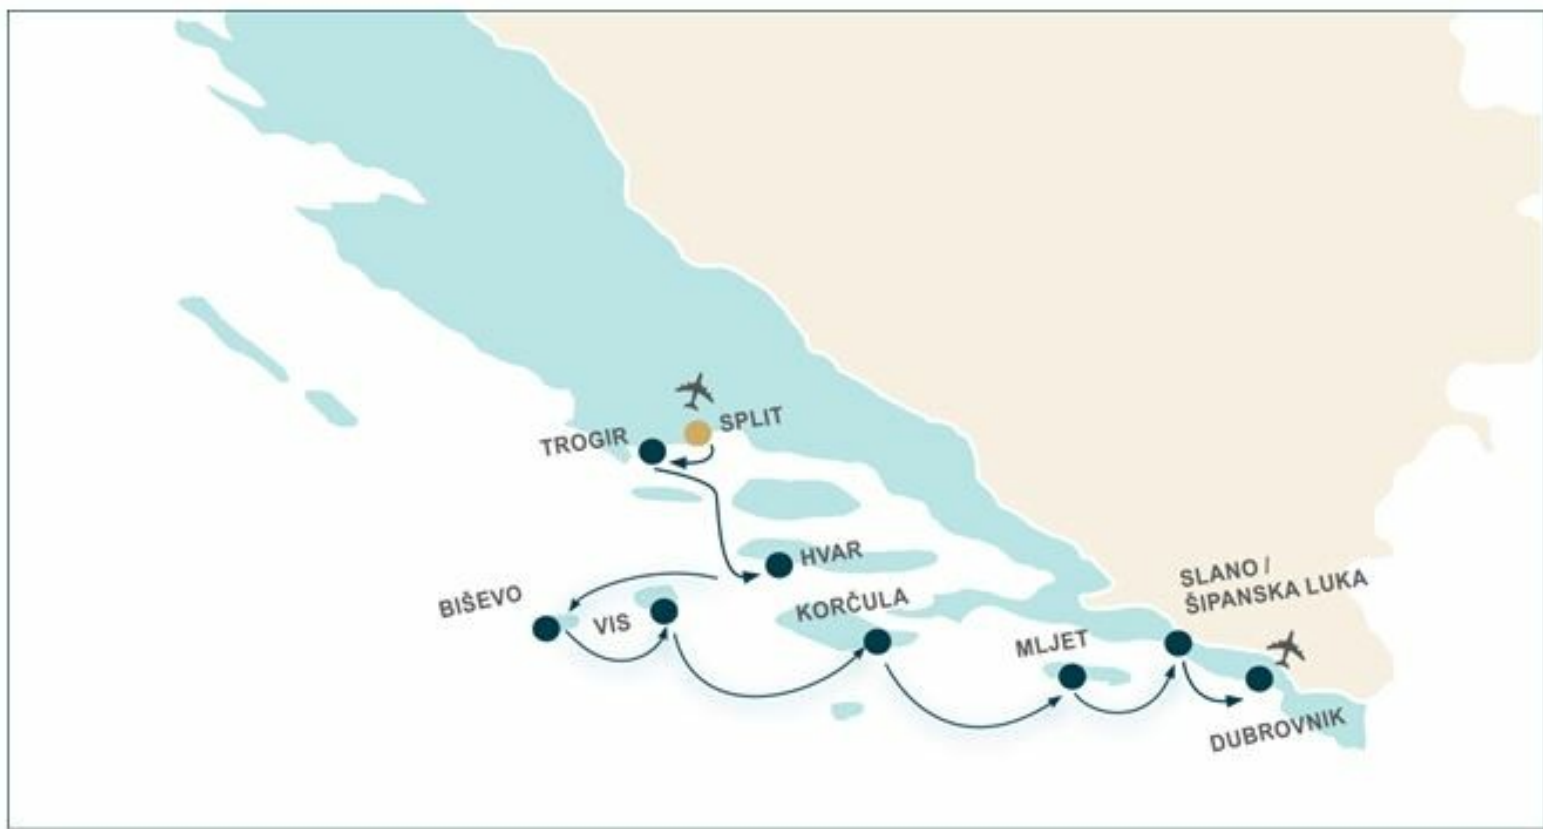 SPLIT
TROGIR
HVAR
BIŠEVO
VIS
KORČULA
MLJET
SLANO /
ŠIPANSKA LUKA
DUBROVNIK